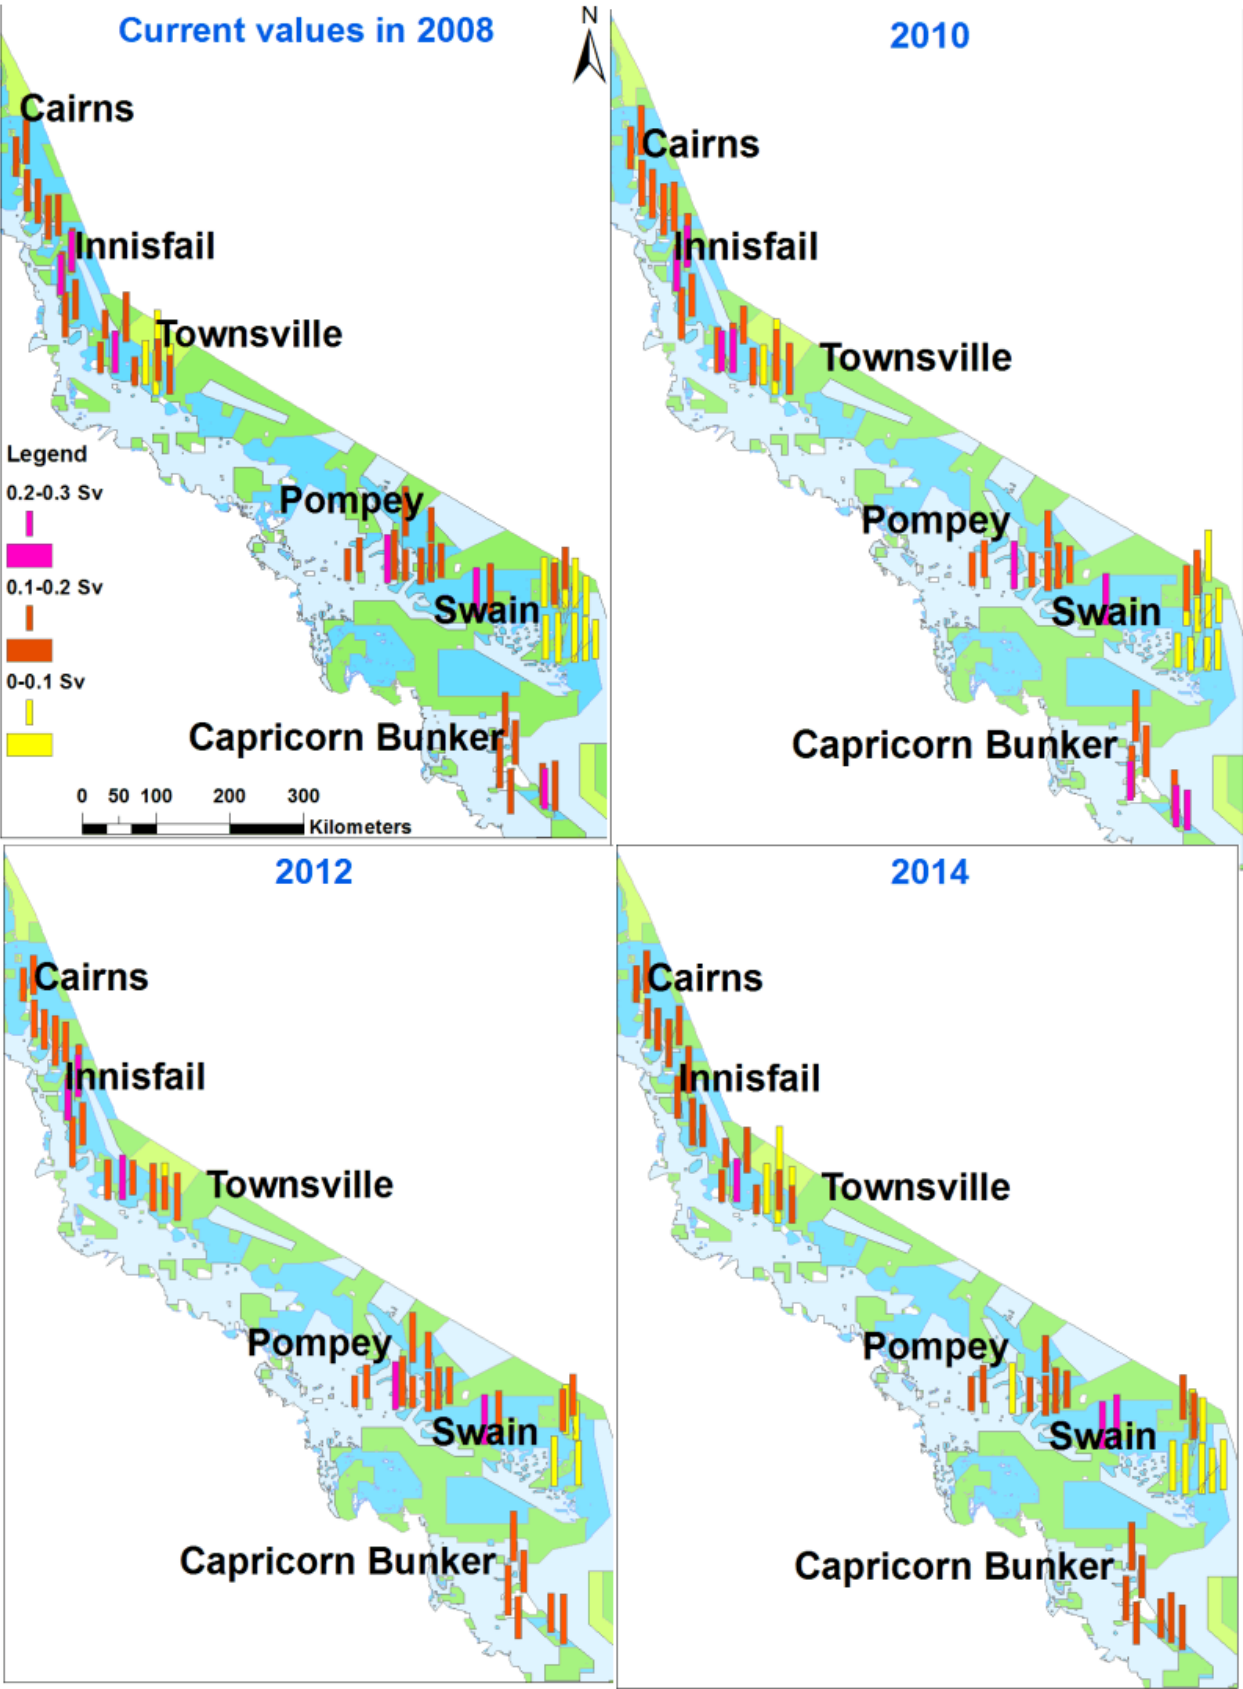 Current values in 2008
N
Cairns
Innisfail
Townsville
Legend
0.2-0.3 Sv
Pompey
0.1-0.2 Sv
Swain
0-0.1 Sv
Capricorn Bunker
0 50 100 200 300
Kilometers
2010
Cairns
Innisfail
Townsville
Pompey
Swain
Capricorn Bunker
2012
Cairns
Innisfail
Townsville
Pompey
Swain
Capricorn Bunker
2014
Cairns
Innisfail
Townsville
Pompey
Swain
Capricorn Bunker